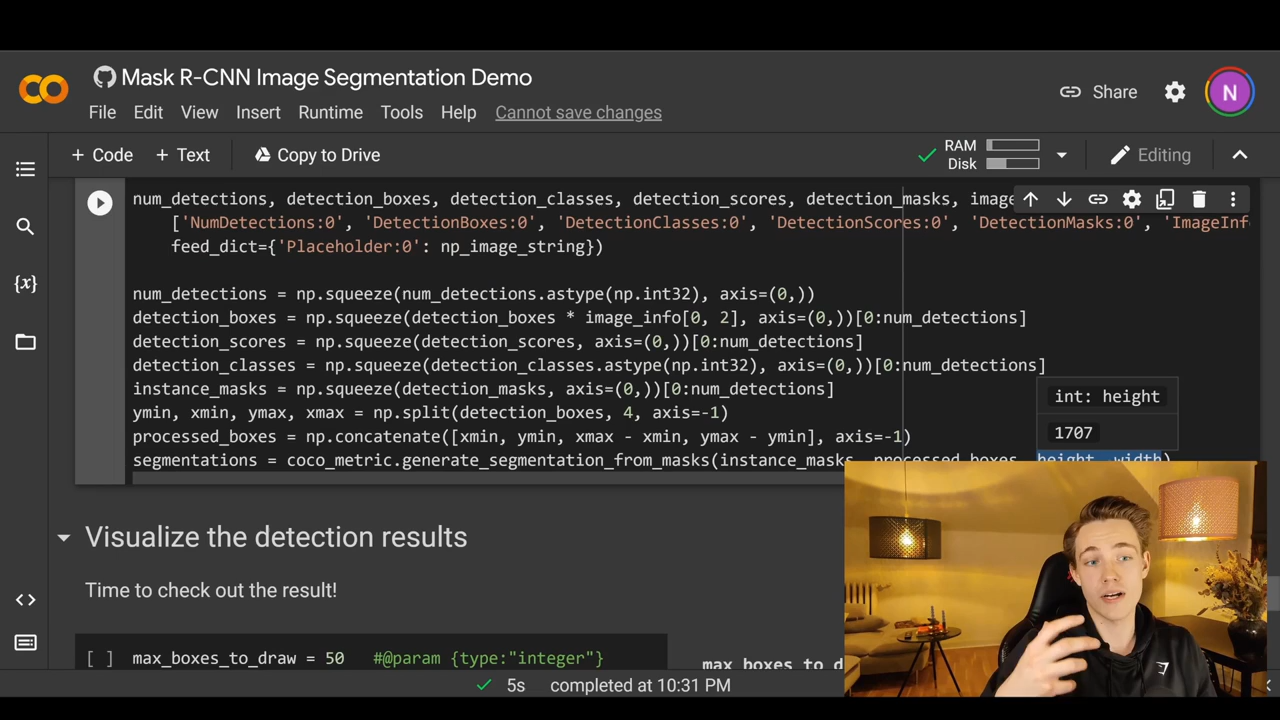 Mask R-CNN Image Segmentation Demo
File Edit View Insert Runtime Tools Help Cannot save changes
Share
N
+ Code + Text Copy to Drive
RAM
Disk
Editing
num_detections, detection_boxes, detection_classes, detection_scores, detection_masks, image
['NumDetections:0', 'DetectionBoxes:0', 'DetectionClasses:0', 'DetectionScores:0', 'DetectionMasks:0', 'ImageInf
feed_dict={'Placeholder:0': np_image_string})
num_detections = np.squeeze(num_detections.astype(np.int32), axis=(0,))
detection_boxes = np.squeeze(detection_boxes * image_info[0, 2], axis=(0,))[0:num_detections]
detection_scores = np.squeeze(detection_scores, axis=(0,))[0:num_detections]
detection_classes = np.squeeze(detection_classes.astype(np.int32), axis=(0,))[0:num_detections]
instance_masks = np.squeeze(detection_masks, axis=(0,))[0:num_detections]
ymin, xmin, ymax, xmax = np.split(detection_boxes, 4, axis=-1)
processed_boxes = np.concatenate([xmin, ymin, xmax - xmin, ymax - ymin], axis=-1)
segmentations = coco_metric.generate_segmentation_from_masks(instance_masks, processed_boxes, height, width)
int: height
1707
Visualize the detection results
Time to check out the result!
[ ] max_boxes_to_draw = 50 #@param {type:"integer"}
max_boxes_to_d
5s completed at 10:31 PM